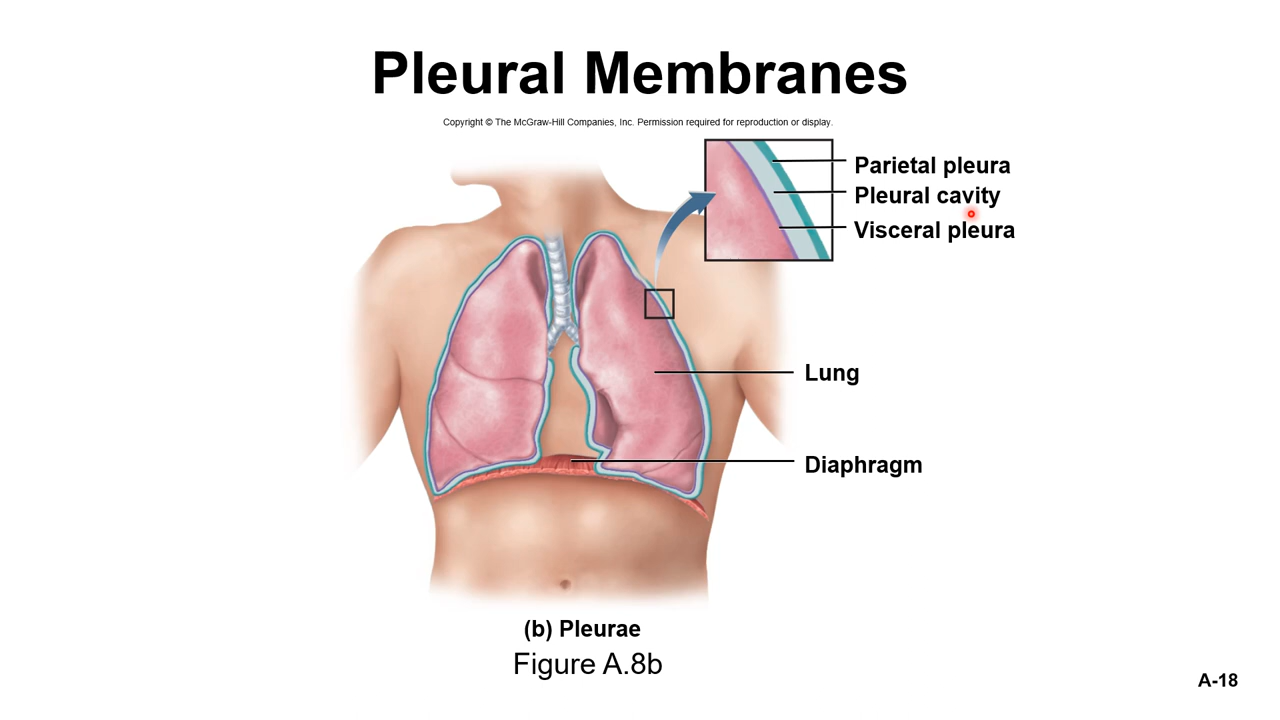 Pleural Membranes
Copyright © The McGraw-Hill Companies, Inc. Permission required for reproduction or display.
Parietal pleura
Pleural cavity
Visceral pleura
Lung
Diaphragm
(b) Pleurae
Figure A.8b
A-18